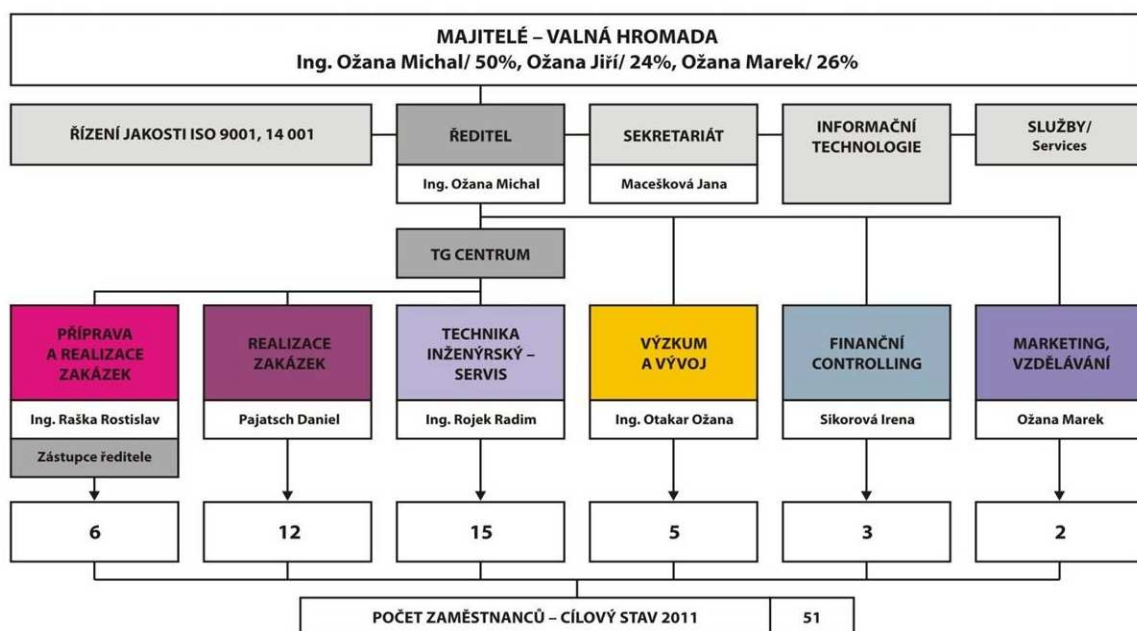 MAJITELÉ – VALNÁ HROMADA
Ing. Ožana Michal/ 50%, Ožana Jiří/ 24%, Ožana Marek/ 26%
ŘÍZENÍ JAKOSTI ISO 9001, 14 001
ŘEDITEL
Ing. Ožana Michal
SEKRETARIÁT
Macešková Jana
INFORMAČNÍ
TECHNOLOGIE
SLUŽBY/
Services
TG CENTRUM
PŘÍPRAVA
A REALIZACE
ZAKÁZEK
Ing. Raška Rostislav
Zástupce ředitele
REALIZACE
ZAKÁZEK
Pajatsch Daniel
TECHNIKA
INŽENÝRSKÝ –
SERVIS
Ing. Rojek Radim
VÝZKUM
A VÝVOJ
Ing. Otakar Ožana
FINANČNÍ
CONTROLLING
Sikorová Irena
MARKETING,
VZDĚLÁVÁNÍ
Ožana Marek
6
12
15
5
3
2
POČET ZAMĚSTNANCŮ – CÍLOVÝ STAV 2011
51